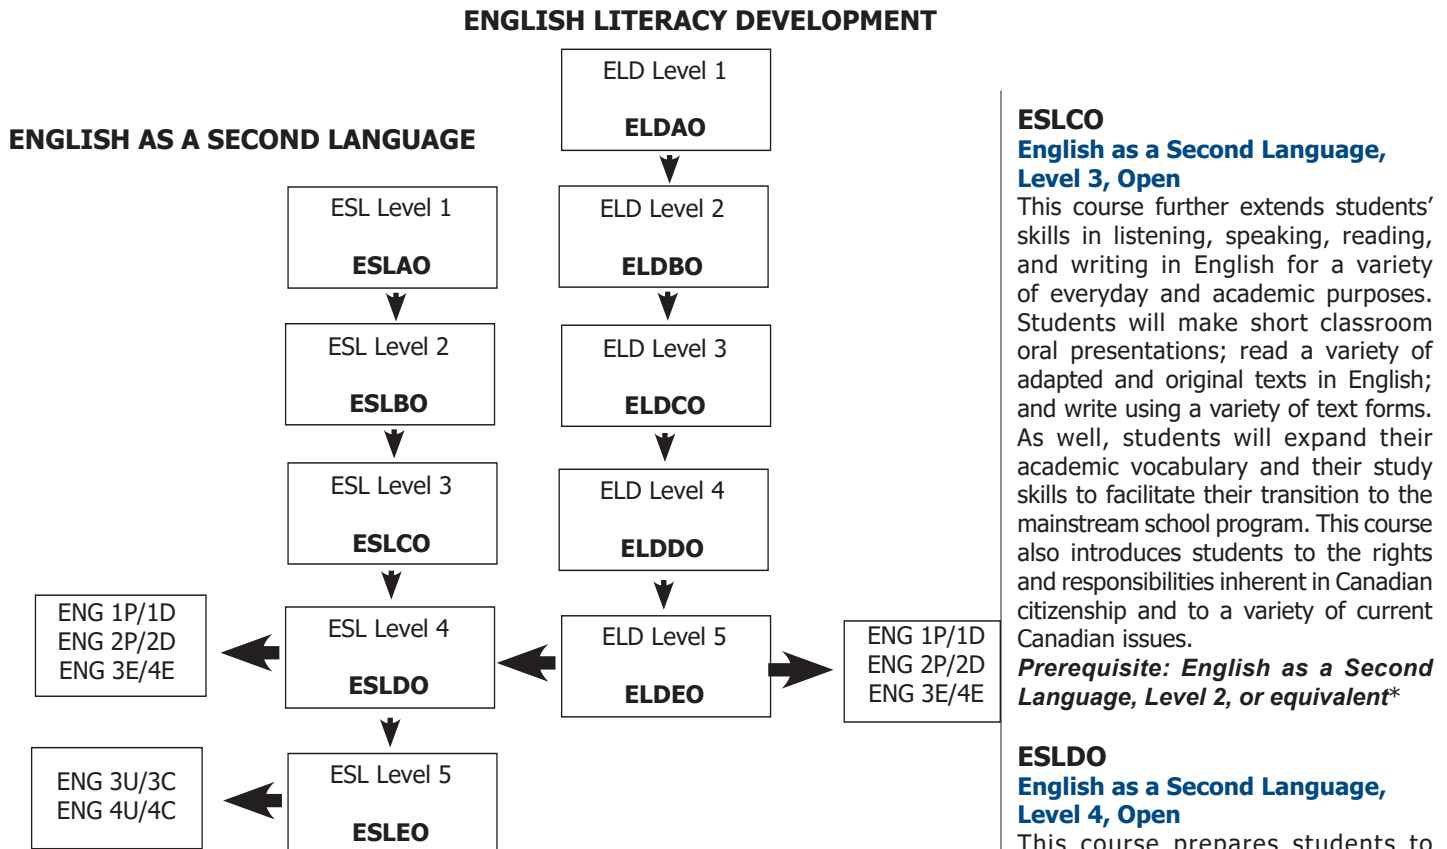 ENGLISH LITERACY DEVELOPMENT
ELD Level 1
ELDAO
ENGLISH AS A SECOND LANGUAGE
ESL Level 1
ESLAO
ELD Level 2
ELDBO
ESL Level 2
ESLBO
ELD Level 3
ELDCO
ESL Level 3
ESLCO
ELD Level 4
ELDDO
ENG 1P/1D
ENG 2P/2D
ENG 3E/4E
ESL Level 4
ESLDO
ELD Level 5
ELDEO
ENG 1P/1D
ENG 2P/2D
ENG 3E/4E
ENG 3U/3C
ENG 4U/4C
ESL Level 5
ESLEO
ESLCO
English as a Second Language,
Level 3, Open
This course further extends students’
skills in listening, speaking, reading,
and writing in English for a variety
of everyday and academic purposes.
Students will make short classroom
oral presentations; read a variety of
adapted and original texts in English;
and write using a variety of text forms.
As well, students will expand their
academic vocabulary and their study
skills to facilitate their transition to the
mainstream school program. This course
also introduces students to the rights
and responsibilities inherent in Canadian
citizenship and to a variety of current
Canadian issues.
Prerequisite: English as a Second
Language, Level 2, or equivalent*
ESLDO
English as a Second Language,
Level 4, Open
This course prepares students to